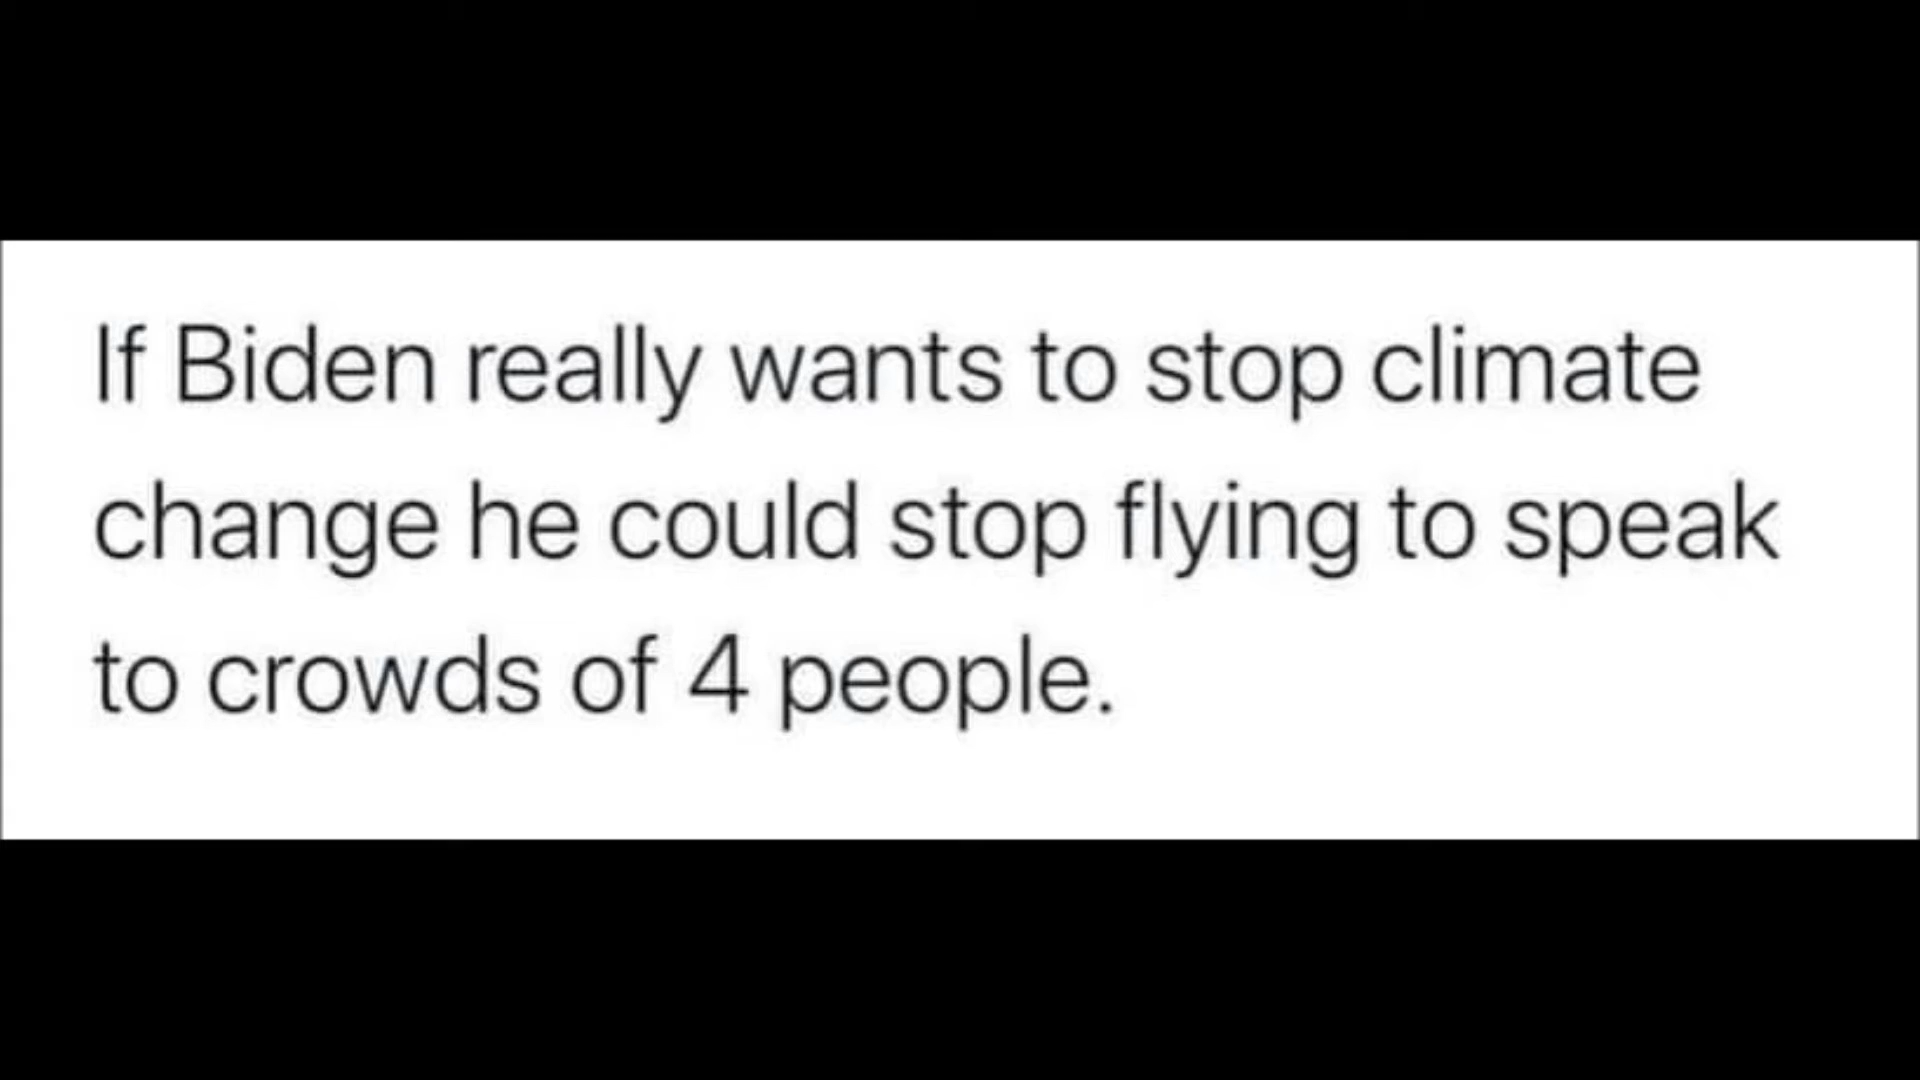 If Biden really wants to stop climate
change he could stop flying to speak
to crowds of 4 people.